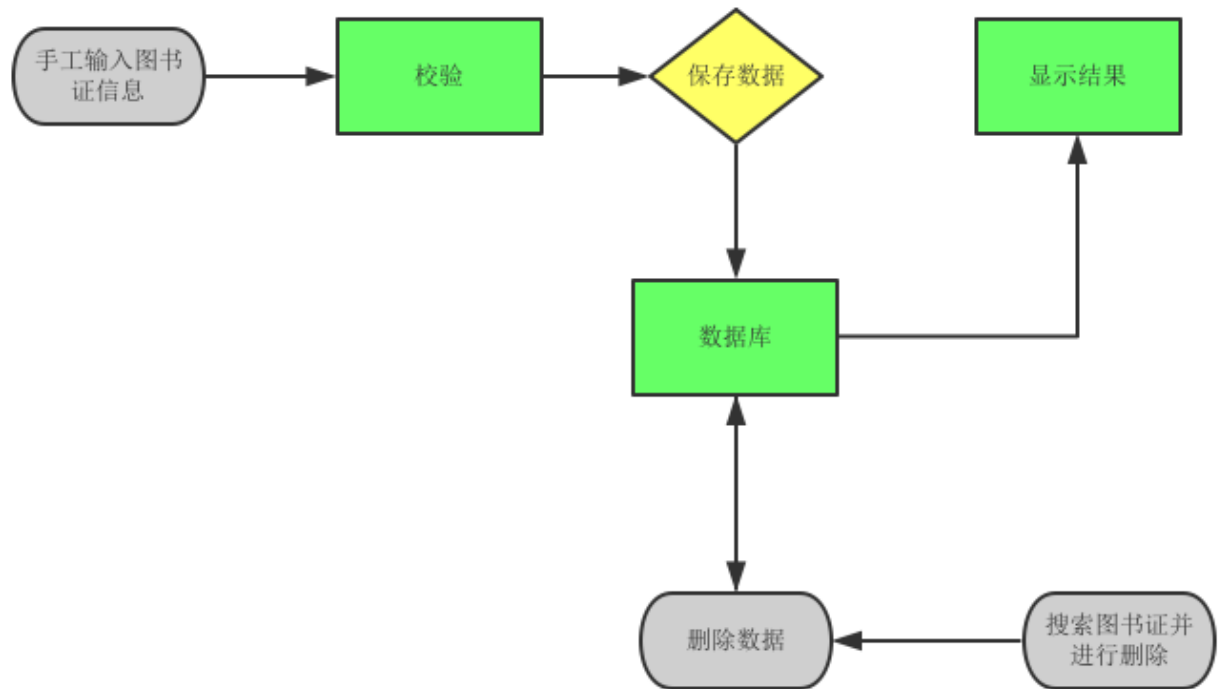 手工输入图书
证信息
校验
保存数据
显示结果
数据库
删除数据
搜索图书证并
进行删除